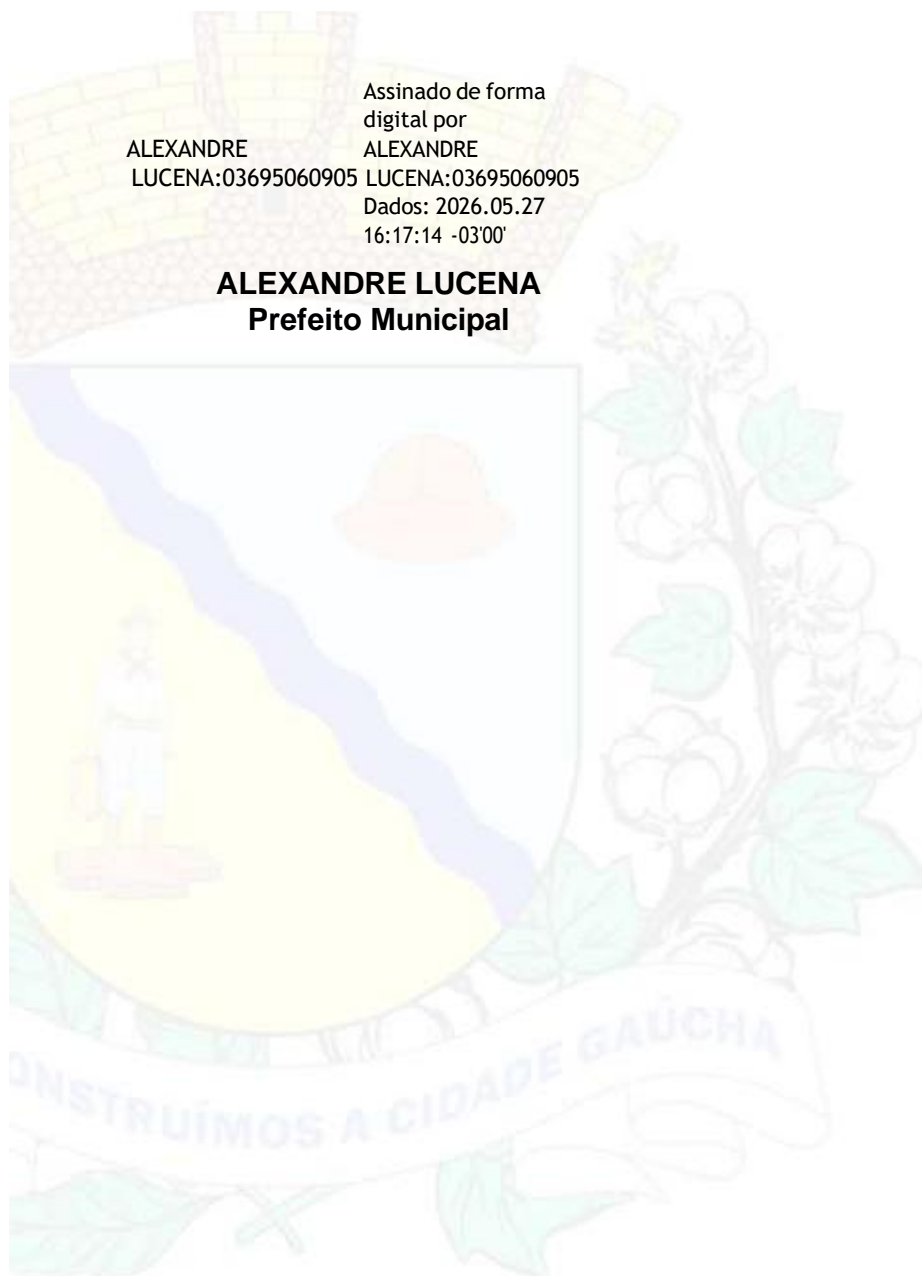 ALEXANDRE
LUCENA:03695060905
Assinado de forma
digital por
ALEXANDRE
LUCENA:03695060905
Dados: 2026.05.27
16:17:14 -03'00'
ALEXANDRE LUCENA
Prefeito Municipal
ONSTRUÍMOS A CIDADE GAÚCHA